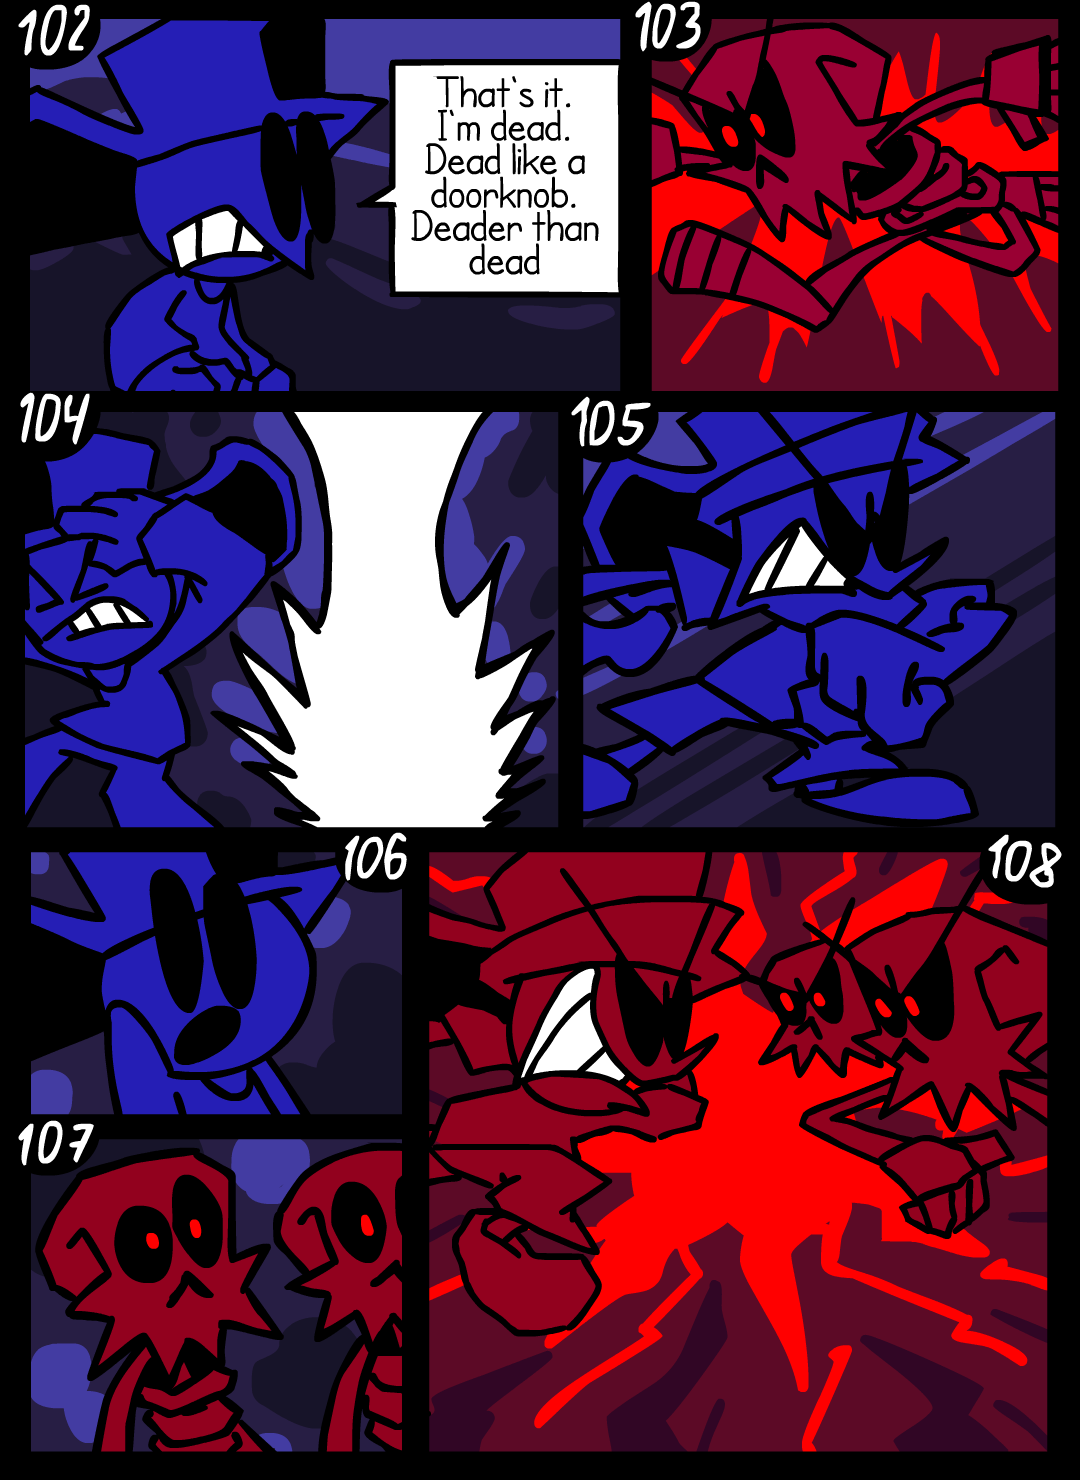 102
That's it.
I'm dead.
Dead like a
doorknob.
Deader than
dead
103
104
105
106
107
108